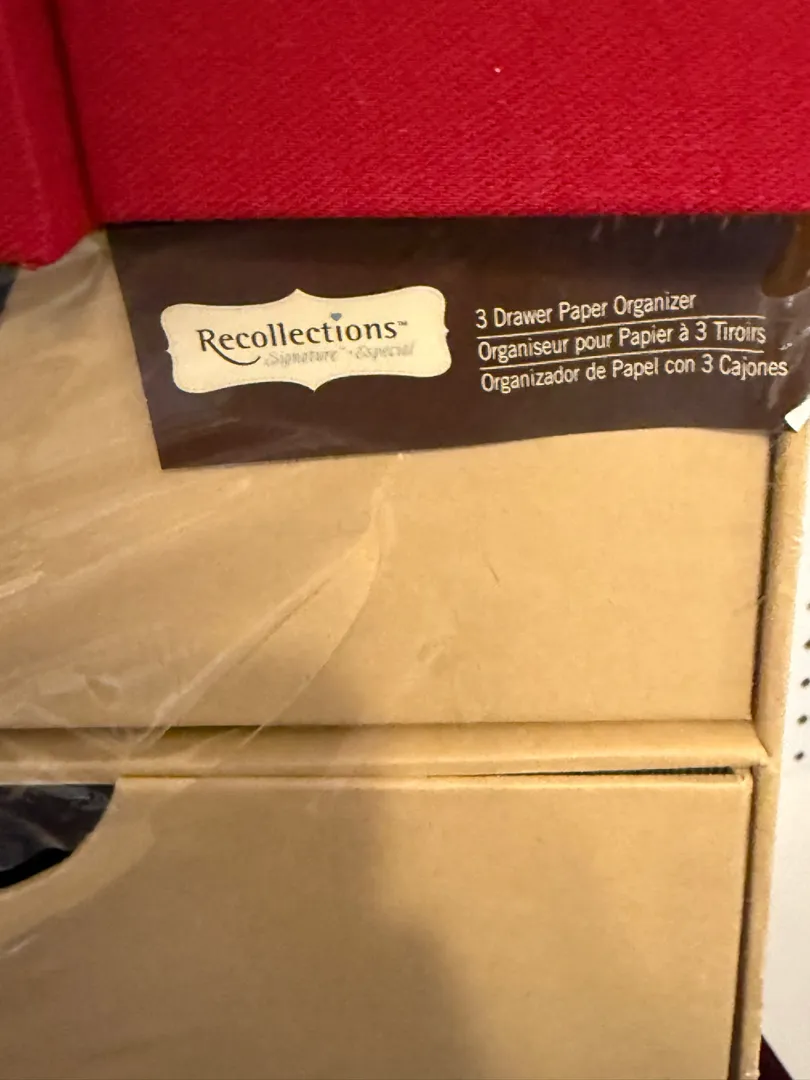 Recollections™
Signature™ • Especial
3 Drawer Paper Organizer
Organiseur pour Papier à 3 Tiroirs
Organizador de Papel con 3 Cajones